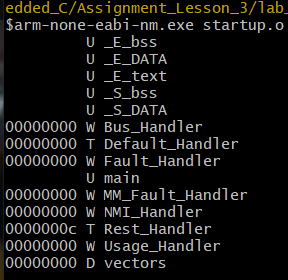 edded_C/Assignment_Lesson_3/lab_
$arm-none-eabi-nm.exe startup.o
U _E_bss
U _E_DATA
U _E_text
U _S_bss
U _S_DATA
00000000 W Bus_Handler
00000000 T Default_Handler
00000000 W Fault_Handler
U main
00000000 W MM_Fault_Handler
00000000 W NMI_Handler
0000000c T Rest_Handler
00000000 W Usage_Handler
00000000 D vectors